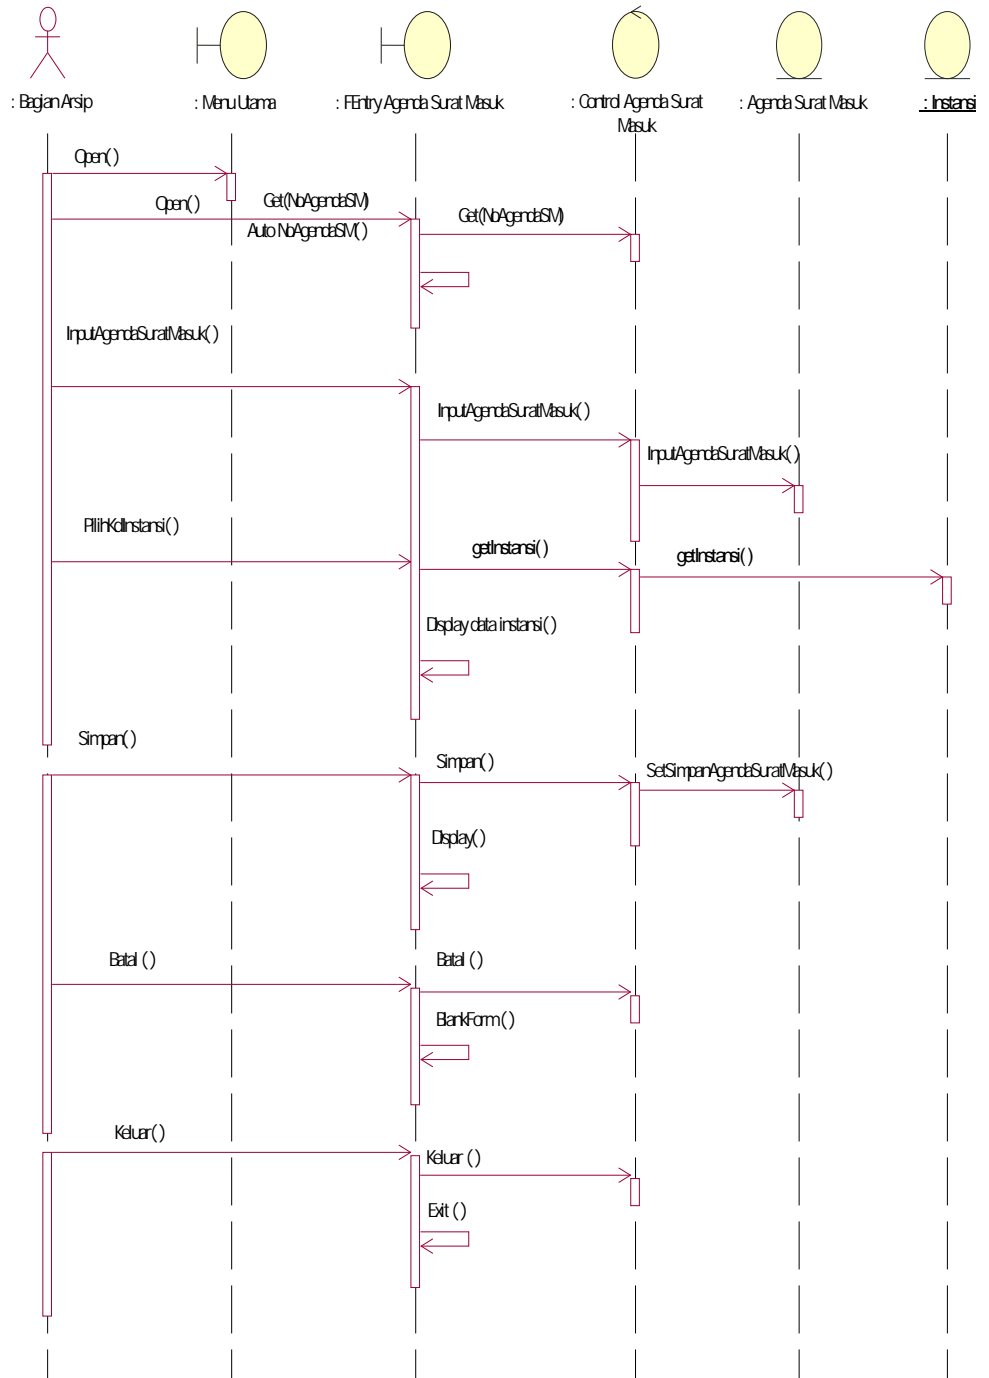 : Bagian Arsip
: Menu Utama
: FEntry Agenda Surat Masuk
: Control Agenda Surat
Masuk
: Agenda Surat Masuk
: Instansi
Open()
Open()
Get(NoAgendaSM)
Auto NoAgendaSM()
Get(NoAgendaSM)
InputAgendaSuratMasuk()
InputAgendaSuratMasuk()
InputAgendaSuratMasuk()
PilihKdInstansi()
getInstansi()
getInstansi()
Display data instansi()
Simpan()
Simpan()
SetSimpanAgendaSuratMasuk()
Display()
Batal ()
Batal ()
BlankForm ()
Keluar()
Keluar ()
Exit ()